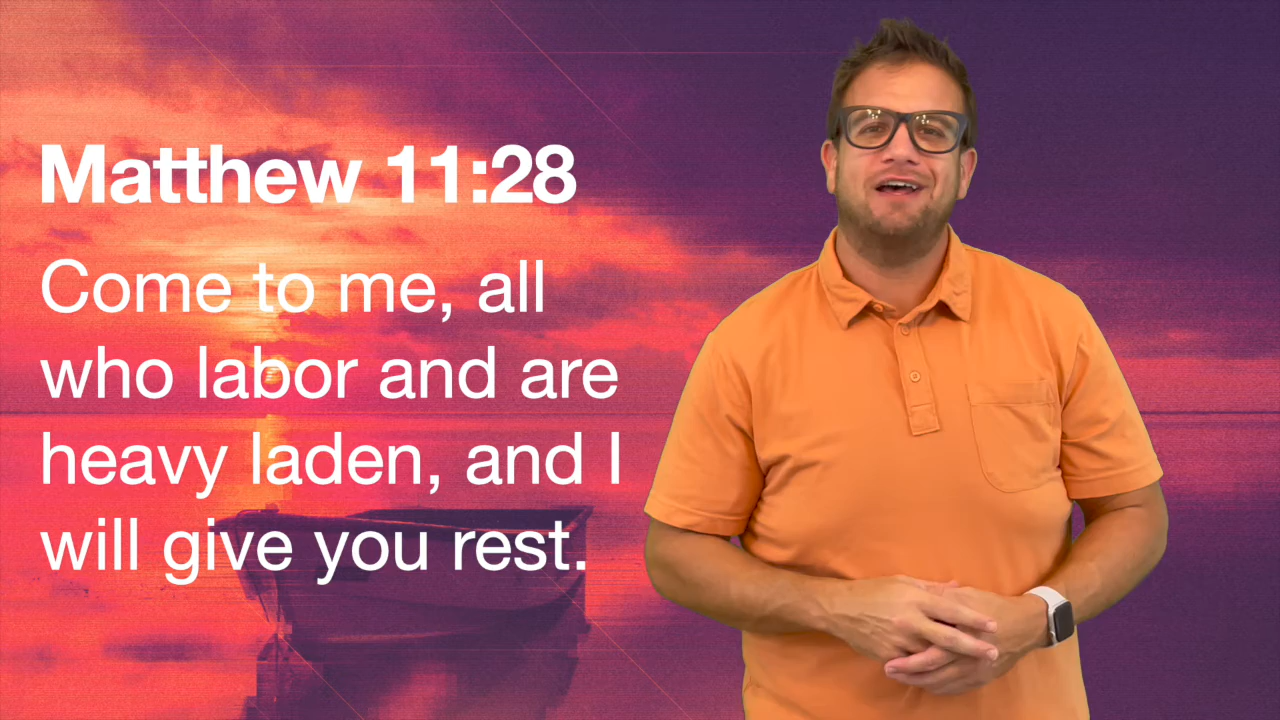 Matthew 11:28
Come to me, all
who labor and are
heavy laden, and I
will give you rest.